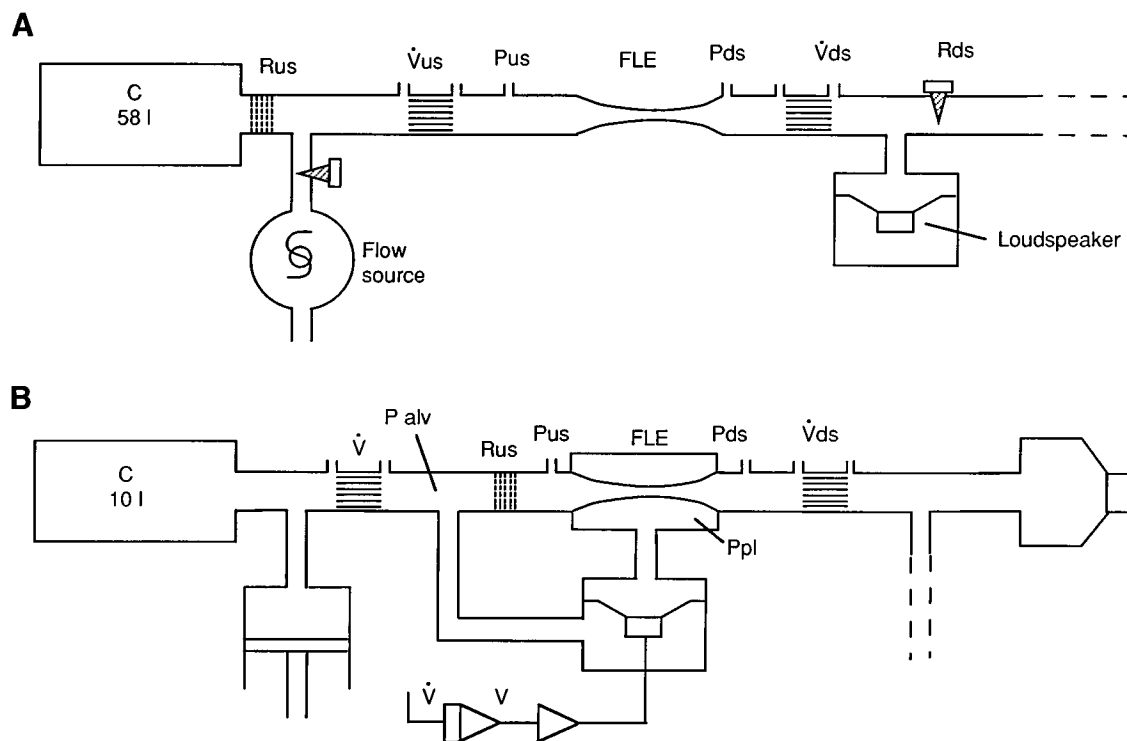 A
C
58 l
Rus
V̇us
Pus
FLE
Pds
V̇ds
Rds
Flow
source
Loudspeaker
B
C
10 l
V̇
P alv
Rus
Pus
FLE
Pds
V̇ds
Ppl
V̇
V